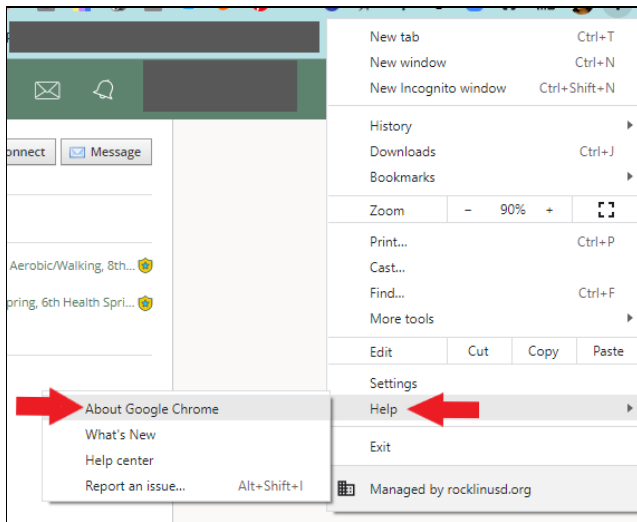 New tab Ctrl+T
New window Ctrl+N
New Incognito window Ctrl+Shift+N
History
Downloads Ctrl+J
Bookmarks
Zoom − 90% +
Print... Ctrl+P
Cast...
Find... Ctrl+F
More tools
Edit Cut Copy Paste
Settings
Help
Exit
Managed by rocklinusd.org
onnect Message
Aerobic/Walking, 8th...
pring, 6th Health Spri...
About Google Chrome
What's New
Help center
Report an issue... Alt+Shift+I